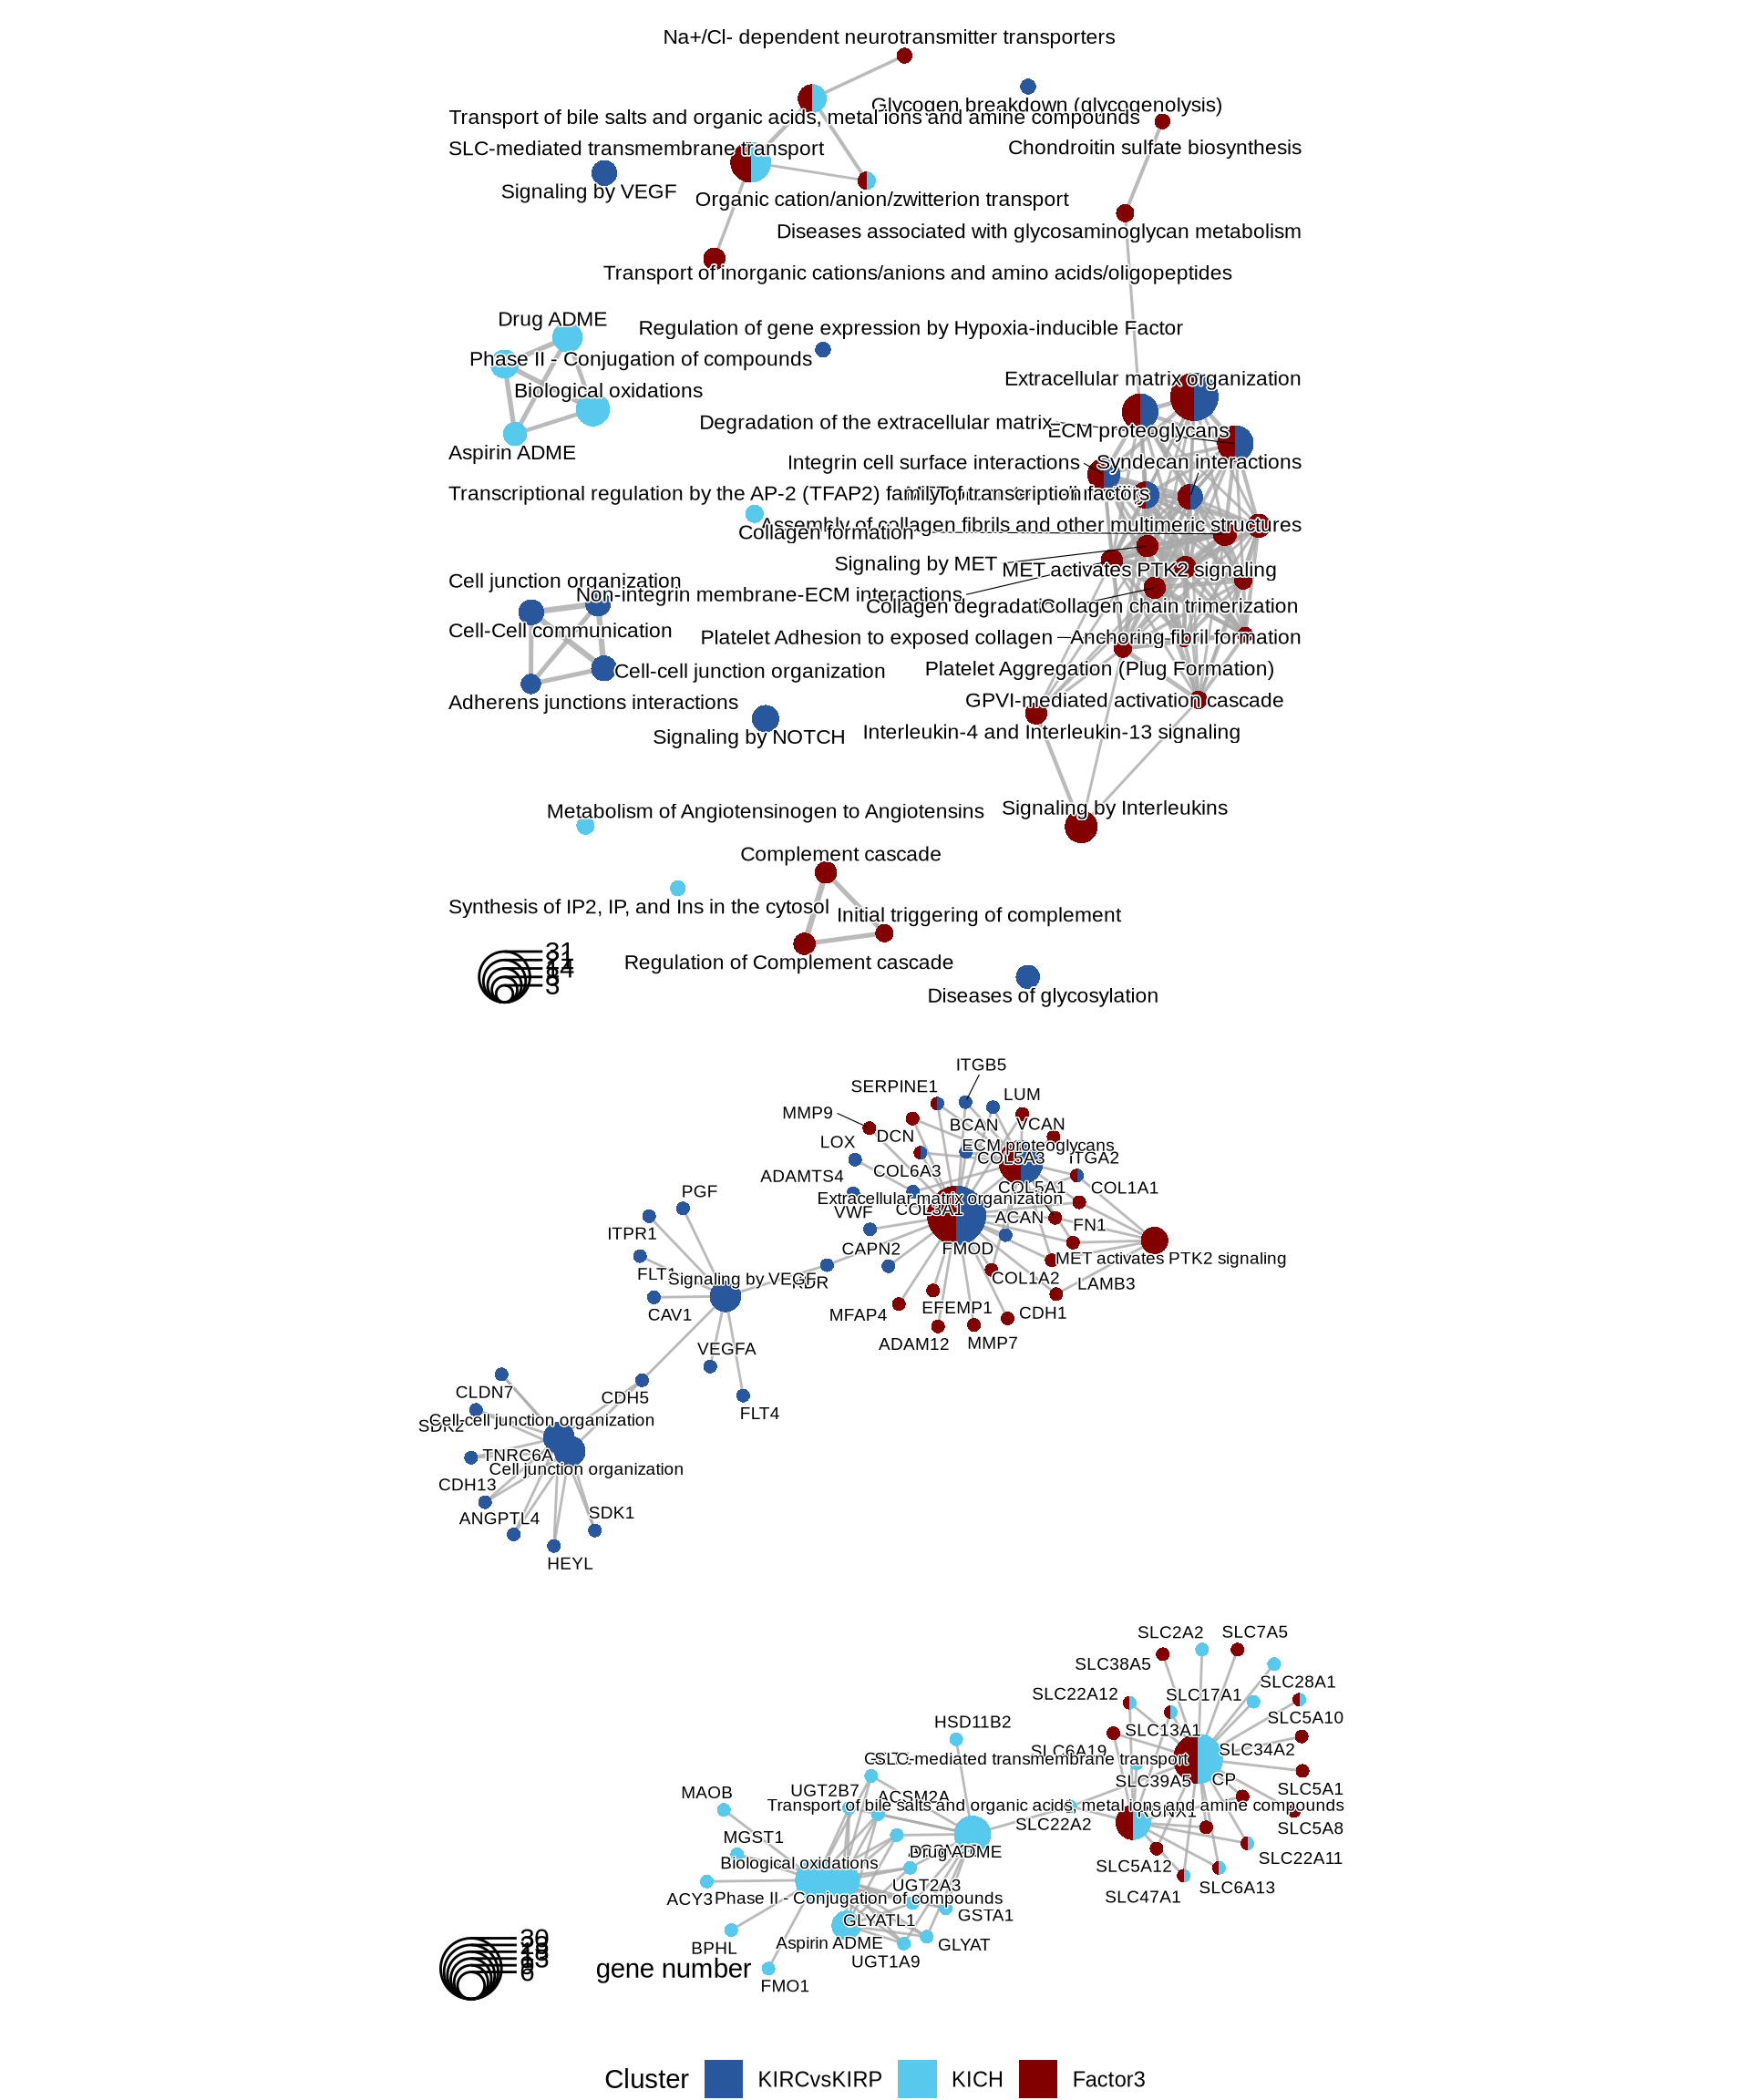 Na+/Cl- dependent neurotransmitter transporters
Glycogen breakdown (glycogenolysis)
Transport of bile salts and organic acids, metal ions and amine compounds
SLC-mediated transmembrane transport
Chondroitin sulfate biosynthesis
Signaling by VEGF
Organic cation/anion/zwitterion transport
Diseases associated with glycosaminoglycan metabolism
Transport of inorganic cations/anions and amino acids/oligopeptides
Drug ADME
Regulation of gene expression by Hypoxia-inducible Factor
Phase II - Conjugation of compounds
Extracellular matrix organization
Biological oxidations
Degradation of the extracellular matrix
ECM proteoglycans
Aspirin ADME
Integrin cell surface interactions
Syndecan interactions
Transcriptional regulation by the AP-2 (TFAP2) family of transcription factors
Assembly of collagen fibrils and other multimeric structures
Collagen formation
Signaling by MET
MET activates PTK2 signaling
Cell junction organization
Non-integrin membrane-ECM interactions
Collagen degradation
Collagen chain trimerization
Cell-Cell communication
Platelet Adhesion to exposed collagen
Anchoring fibril formation
Cell-cell junction organization
Platelet Aggregation (Plug Formation)
Adherens junctions interactions
GPVI-mediated activation cascade
Signaling by NOTCH
Interleukin-4 and Interleukin-13 signaling
Metabolism of Angiotensinogen to Angiotensins
Signaling by Interleukins
Complement cascade
Synthesis of IP2, IP, and Ins in the cytosol
Initial triggering of complement
Regulation of Complement cascade
31
14
3
Diseases of glycosylation
ITGB5
SERPINE1
LUM
MMP9
BCAN
VCAN
DCN
LOX
ECM proteoglycans
COL5A3
ITGA2
COL6A3
ADAMTS4
COL5A1
COL1A1
PGF
Extracellular matrix organization
VWF
COL3A1
ACAN
FN1
ITPR1
CAPN2
FMOD
MET activates PTK2 signaling
FLT1
Signaling by VEGF
KDR
COL1A2
LAMB3
CAV1
MFAP4
EFEMP1
CDH1
ADAM12
MMP7
VEGFA
CLDN7
CDH5
FLT4
SDK2
Cell-cell junction organization
TNRC6A
Cell junction organization
CDH13
ANGPTL4
SDK1
HEYL
SLC2A2
SLC7A5
SLC38A5
SLC28A1
SLC22A12
SLC17A1
SLC5A10
HSD11B2
SLC13A1
SLC6A19
SLC34A2
SLC-mediated transmembrane transport
SLC39A5
CP
SLC5A1
MAOB
UGT2B7
ACSM2A
Transport of bile salts and organic acids, metal ions and amine compounds
RUNX1
SLC22A2
SLC5A8
MGST1
Drug ADME
SLC22A11
Biological oxidations
SLC5A12
UGT2A3
SLC6A13
ACY3
Phase II - Conjugation of compounds
SLC47A1
GSTA1
GLYATL1
BPHL
Aspirin ADME
GLYAT
UGT1A9
FMO1
30
6
gene number
Cluster
KIRCvsKIRP
KICH
Factor3